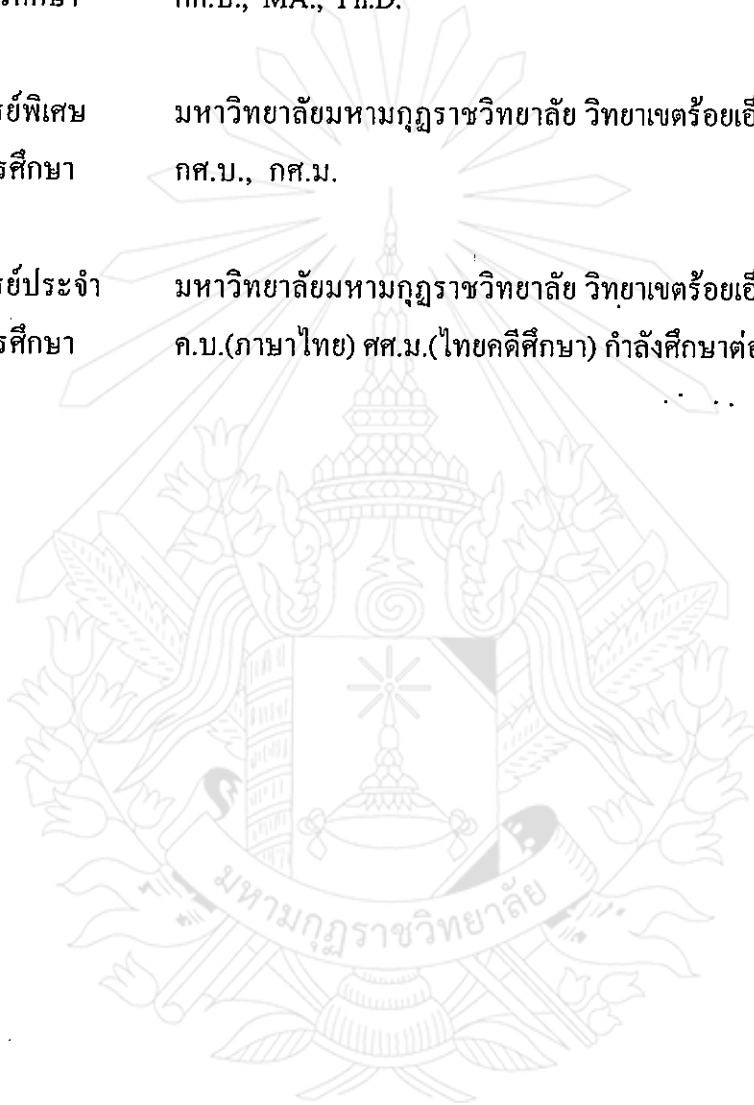 กศ.บ., MA., Ph.D.
มหาวิทยาลัยมหามกุฏราชวิทยาลัย วิทยาเขตร้อยเอ็
ศึกษา กศ.บ., กศ.ม.
ประจำ มหาวิทยาลัยมหามกุฏราชวิทยาลัย วิทยาเขตร้อยเอ็
ศึกษา ค.บ.(ภาษาไทย) ศศ.ม.(ไทยคดีศึกษา) กำลังศึกษาต่อ
มหามกุฏราชวิทยาลัย